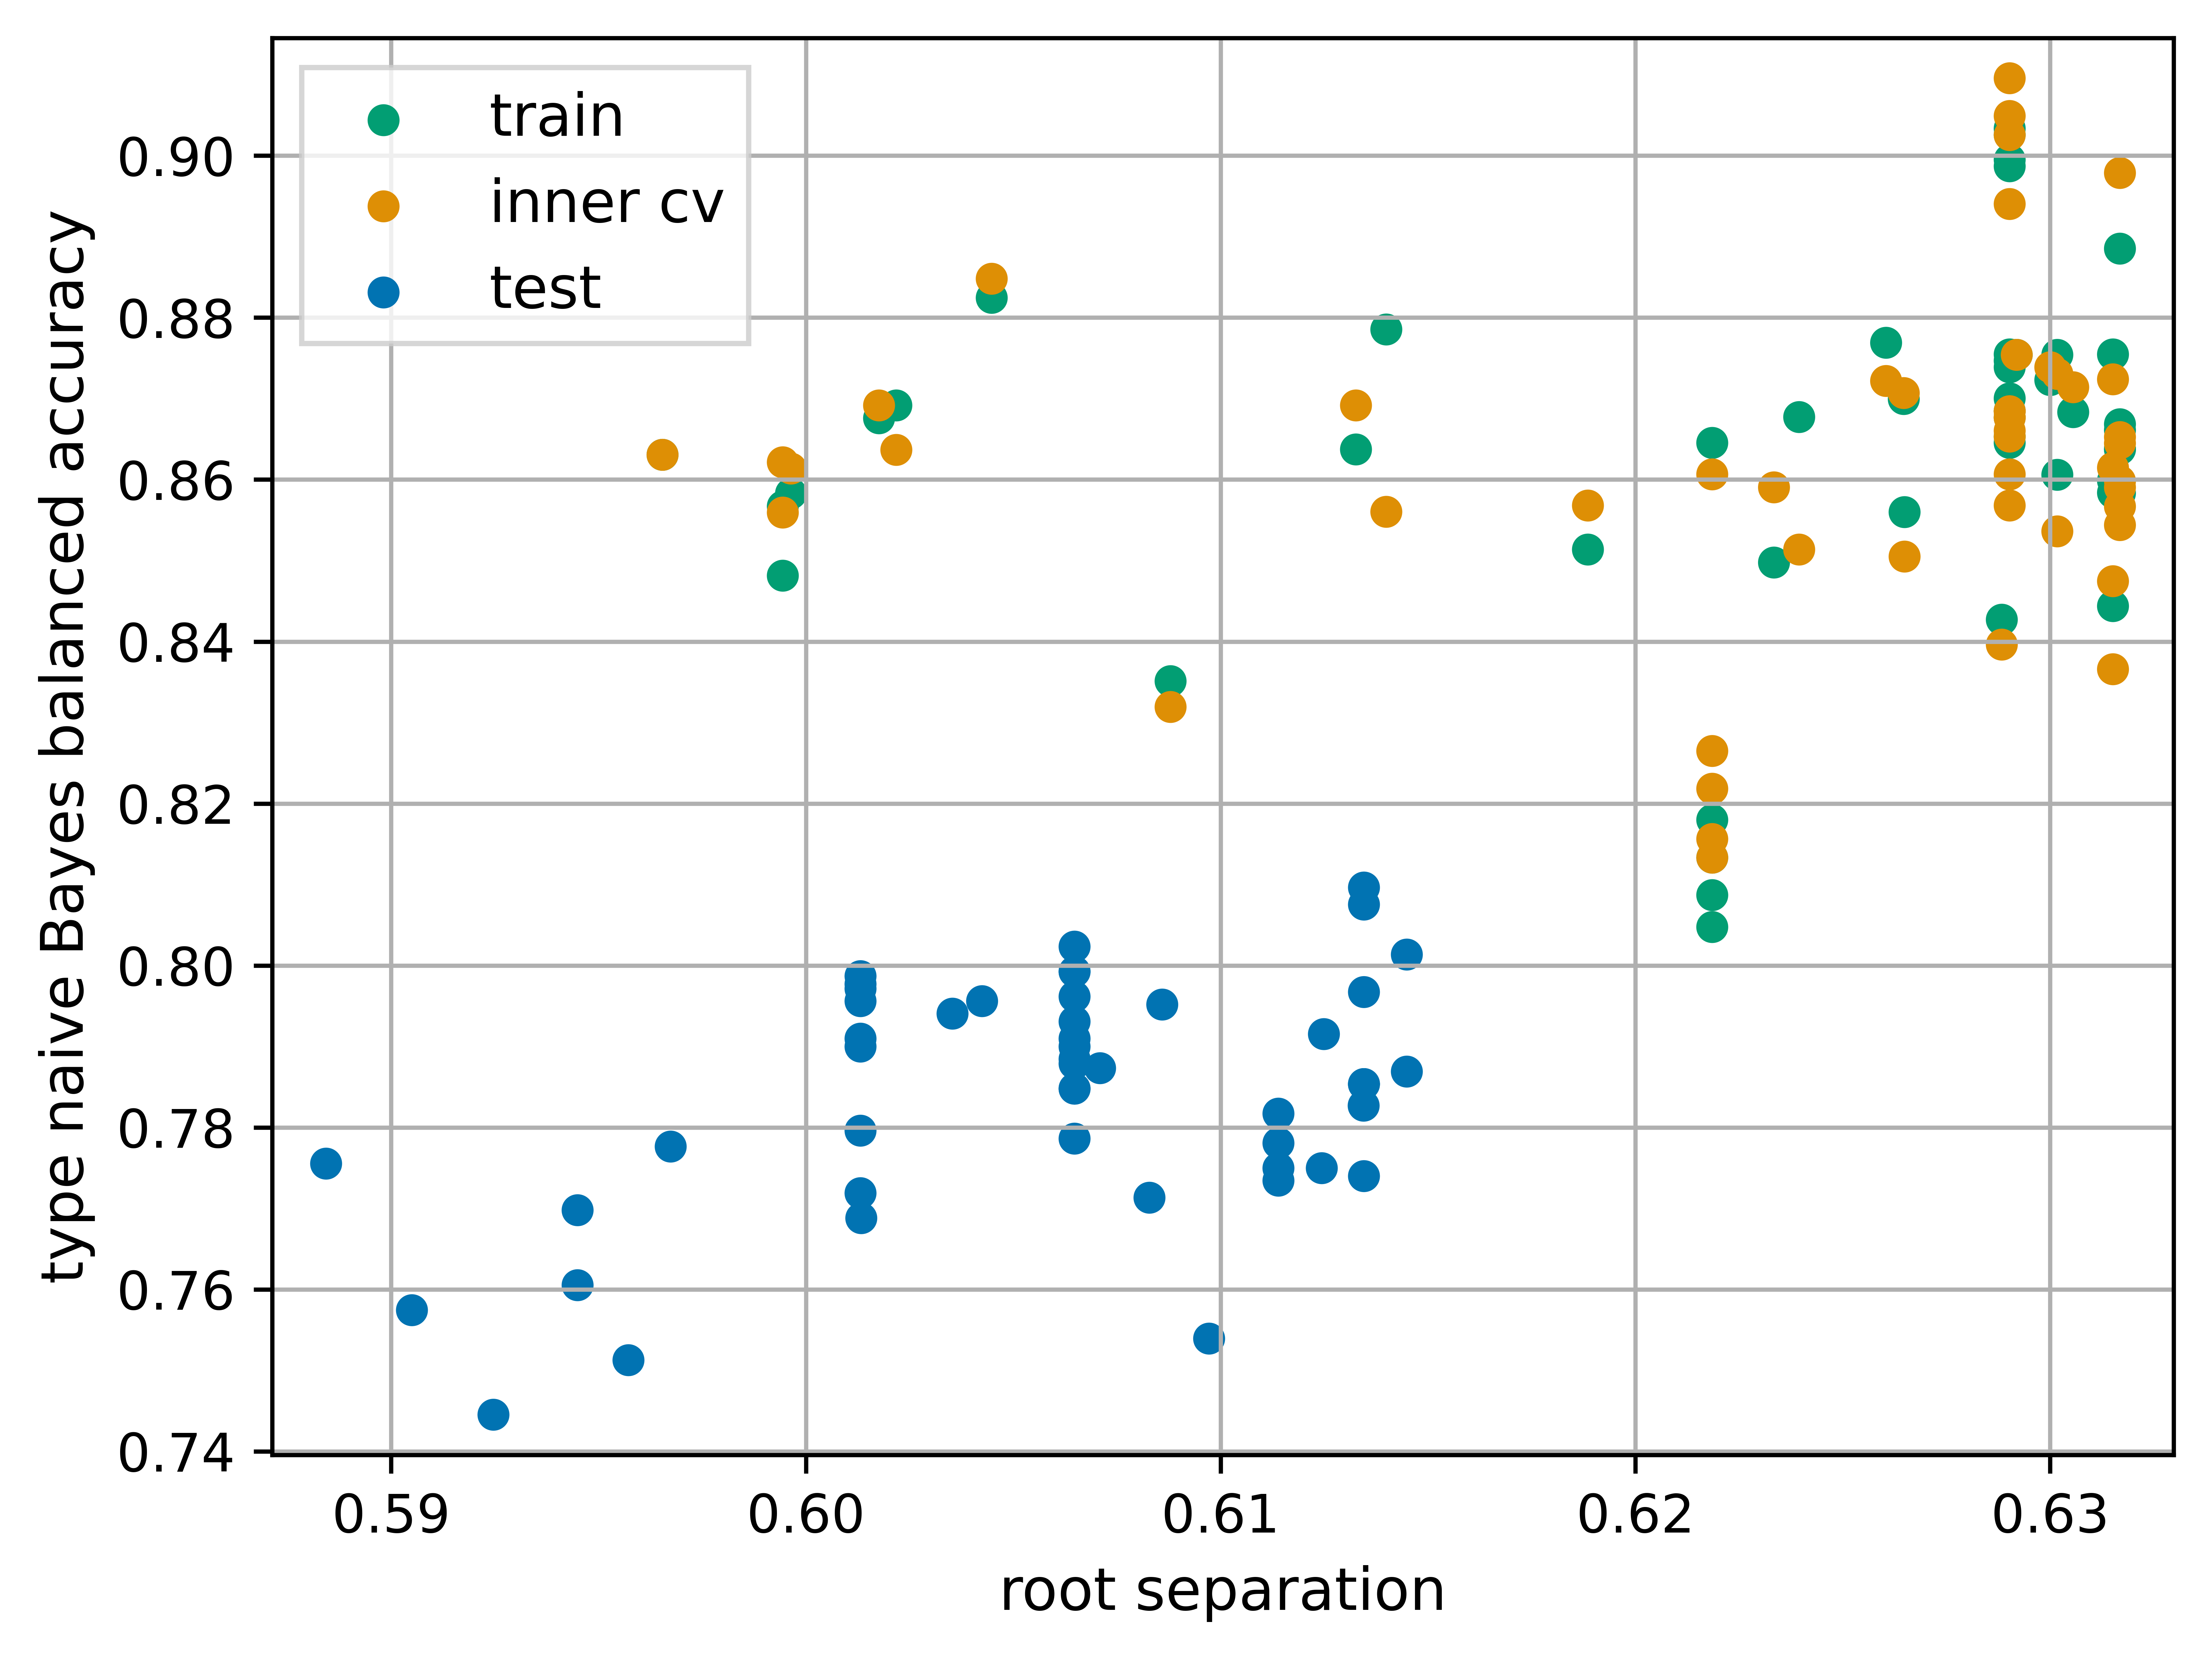 train
inner cv
test
type naive Bayes balanced accuracy
0.90
0.88
0.86
0.84
0.82
0.80
0.78
0.76
0.74
0.59 0.60 0.61 0.62 0.63
root separation